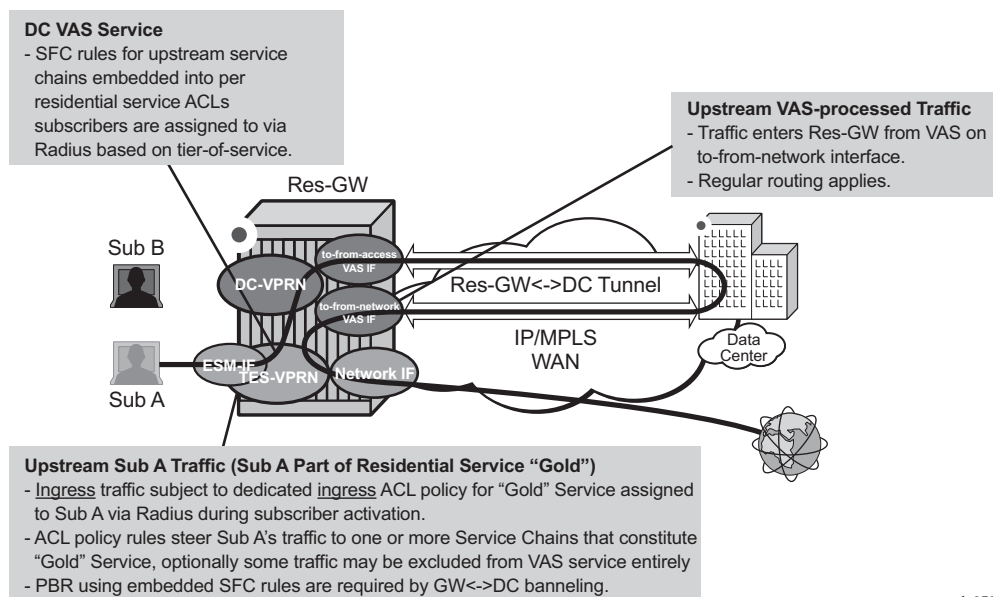 DC VAS Service
- SFC rules for upstream service
chains embedded into per
residential service ACLs
subscribers are assigned to via
Radius based on tier-of-service.
Upstream VAS-processed Traffic
- Traffic enters Res-GW from VAS on
to-from-network interface.
- Regular routing applies.
Res-GW
Sub B
to-from-access
VAS IF
DC-VPRN
Res-GW<->DC Tunnel
to-from-network
VAS IF
IP/MPLS
WAN
Data
Center
ESM-IF
TES-VPRN
Network IF
Sub A
Upstream Sub A Traffic (Sub A Part of Residential Service “Gold”)
- Ingress traffic subject to dedicated ingress ACL policy for “Gold” Service assigned
to Sub A via Radius during subscriber activation.
- ACL policy rules steer Sub A’s traffic to one or more Service Chains that constitute
“Gold” Service, optionally some traffic may be excluded from VAS service entirely
- PBR using embedded SFC rules are required by GW<->DC banneling.